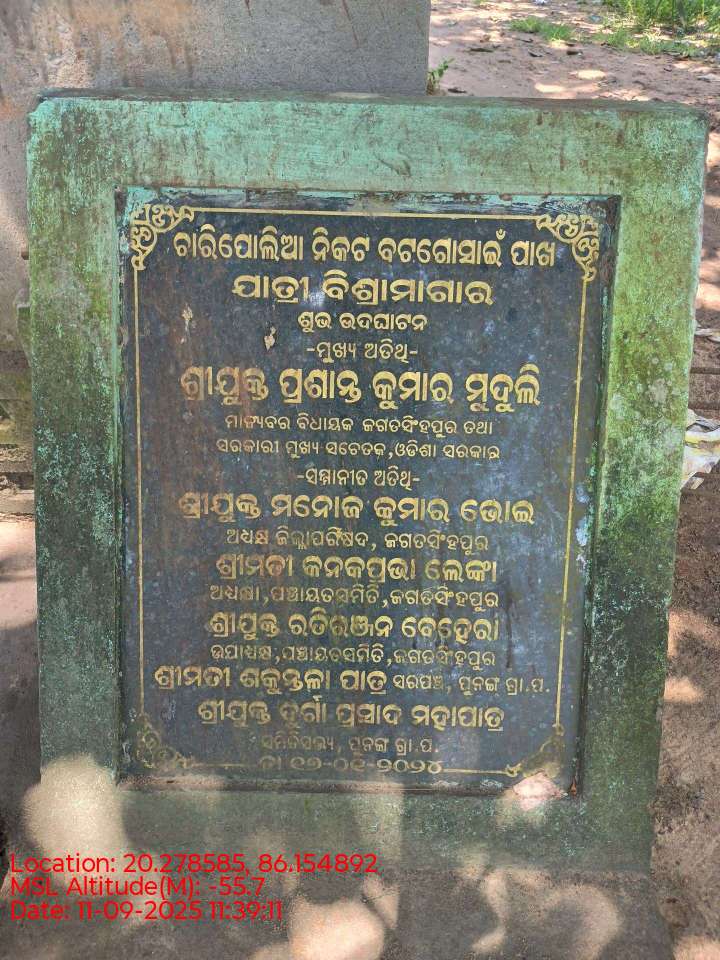 ଚାରିପୋଲିଆ ନିକଟ ବଟଗୋସାଇଁ ପାଖ
ଯାତ୍ରୀ ବିଶ୍ରାମାଗାର
ଶୁଭ ଉଦଘାଟନ
-ମୁଖ୍ୟ ଅତିଥି-
ଶ୍ରୀଯୁକ୍ତ ପ୍ରଶାନ୍ତ କୁମାର ମୁଦୁଲି
ମାନ୍ୟବର ବିଧାୟକ ଜଗତସିଂହପୁର ତଥା
ସରକାରୀ ମୁଖ୍ୟ ସଚେତକ,ଓଡିଶା ସରକାର
-ସମ୍ମାନୀତ ଅତିଥି-
ଶ୍ରୀଯୁକ୍ତ ମନୋଜ କୁମାର ଭୋଇ
ଅଧ୍ୟକ୍ଷ ଜିଲ୍ଲାପରିଷଦ, ଜଗତସିଂହପୁର
ଶ୍ରୀମତୀ କନକପ୍ରଭା ଲେଙ୍କା
ଅଧ୍ୟକ୍ଷା,ପଞ୍ଚାୟତସମିତି,ଜଗତସିଂହପୁର
ଶ୍ରୀଯୁକ୍ତ ରତିରଞ୍ଜନ ବେହେରା
ଉପାଧ୍ୟକ୍ଷ,ପଞ୍ଚାୟତସମିତି,ଜଗତସିଂହପୁର
ଶ୍ରୀମତୀ ଶକୁନ୍ତଳା ପାତ୍ର ସରପଞ୍ଚ, ପୁନଙ୍ଗ ଗ୍ରା.ପ.
ଶ୍ରୀଯୁକ୍ତ ଦୁର୍ଗା ପ୍ରସାଦ ମହାପାତ୍ର
ସମିତିସଭ୍ୟ, ପୁନଙ୍ଗ ଗ୍ରା.ପ.
Location: 20.278585, 86.154892
MSL Altitude(M): -55.7
Date: 11-09-2025 11:39:11